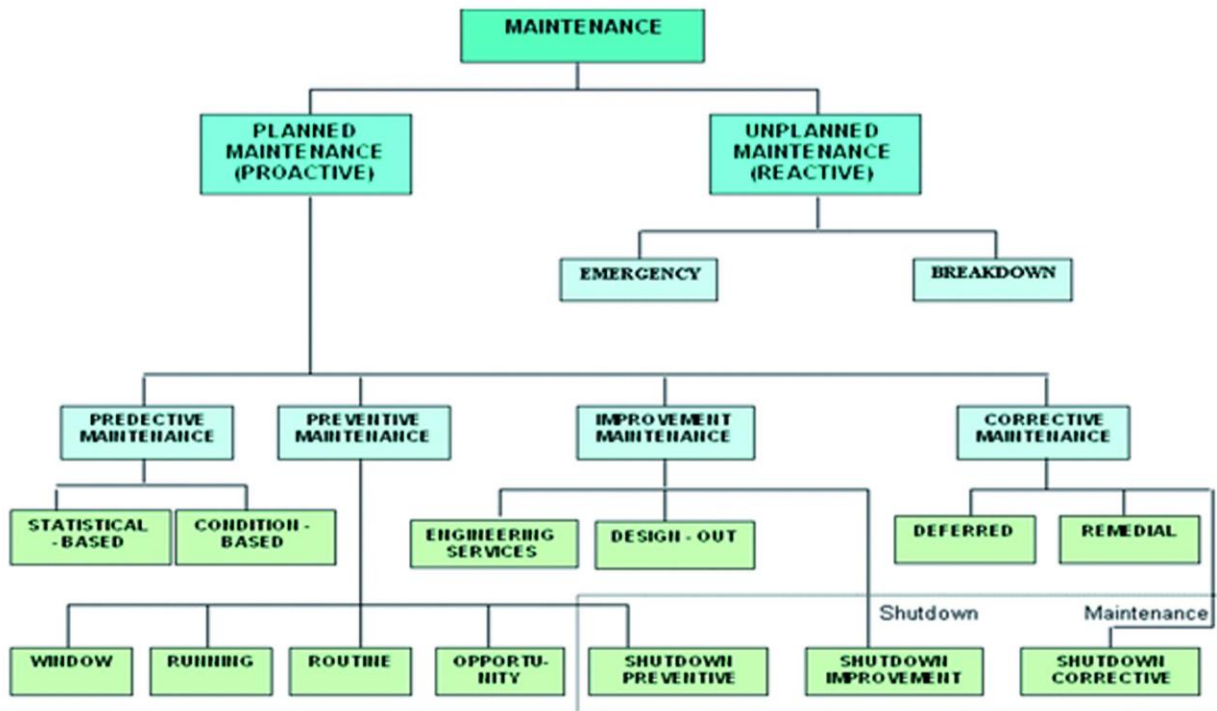 MAINTENANCE
PLANNED
MAINTENANCE
(PROACTIVE)
UNPLANNED
MAINTENANCE
(REACTIVE)
EMERGENCY
BREAKDOWN
PREDECTIVE
MAINTENANCE
PREVENTIVE
MAINTENANCE
IMPROVEMENT
MAINTENANCE
CORRECTIVE
MAINTENANCE
STATISTICAL
- BASED
CONDITION -
BASED
ENGINEERING
SERVICES
DESIGN - OUT
DEFERRED
REMEDIAL
Shutdown Maintenance
WINDOW
RUNNING
ROUTINE
OPPORTU-
NITY
SHUTDOWN
PREVENTIVE
SHUTDOWN
IMPROVEMENT
SHUTDOWN
CORRECTIVE